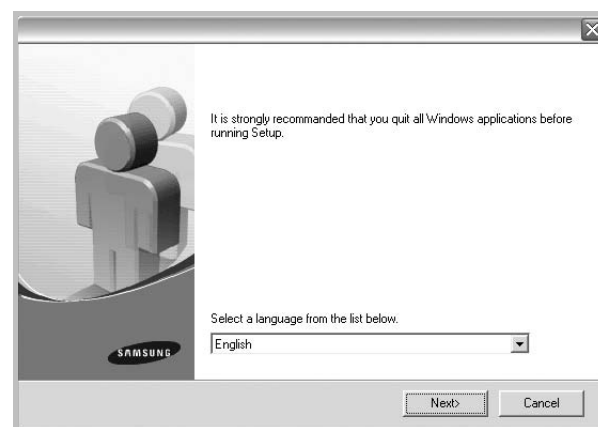 It is strongly recommanded that you quit all Windows applications before
running Setup.
Select a language from the list below.
English
SAMSUNG
Next>
Cancel